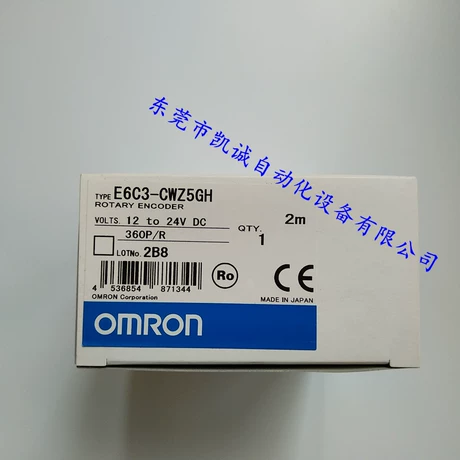 东莞市凯诚自动化设备有限公司
TYPE E6C3-CWZ5GH 2m
ROTARY ENCODER
VOLTS. 12 to 24V DC QTY.
360P/R 1
LOTNo. 2B8
Ro CE
4 536854 871344
OMRON Corporation MADE IN JAPAN
OMRON